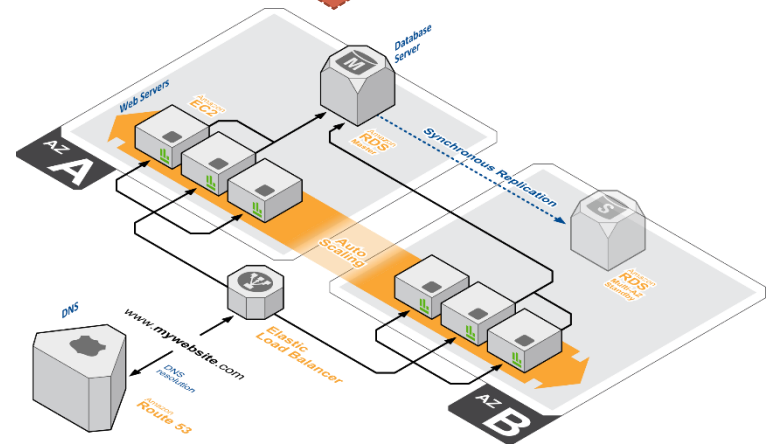 Database
Server
M
Web Servers
Amazon
EC2
Amazon
RDS
Master
AZ
A
Synchronous Replication
S
Amazon
RDS
Multi-AZ
Standby
Auto
Scaling
Elastic
Load Balancer
DNS
www.mywebsite.com
DNS
resolution
Amazon
Route 53
AZ
B